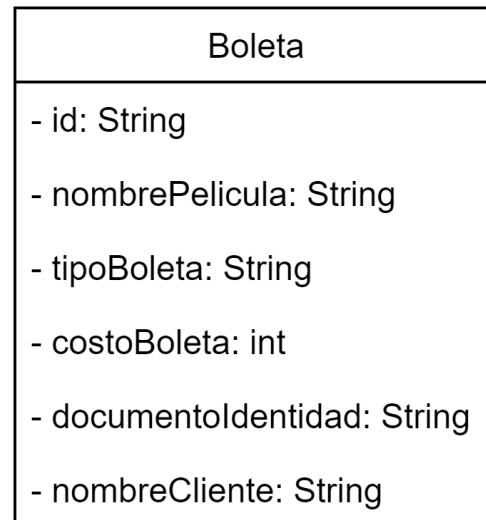 Boleta
- id: String
- nombrePelicula: String
- tipoBoleta: String
- costoBoleta: int
- documentoIdentidad: String
- nombreCliente: String